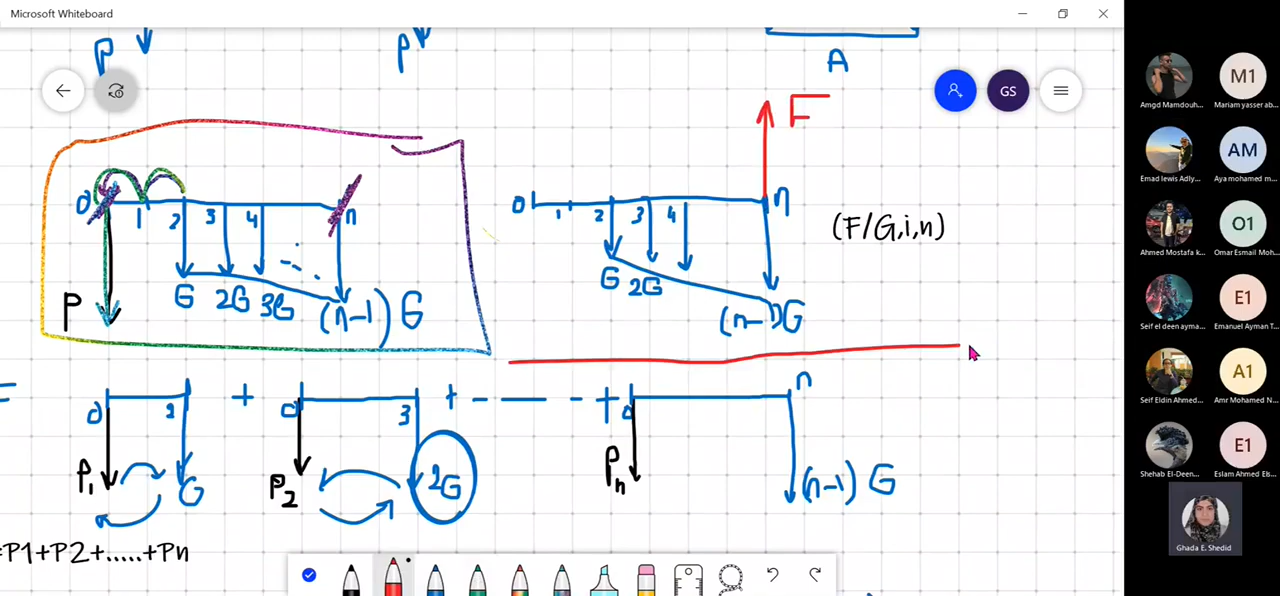 Microsoft Whiteboard
P
P
A
GS
F
0 1 2 3 4 n
0 1 2 3 4 n
(F/G,i,n)
P G 2G 3G (n-1) G
G 2G (n-1)G
0 2 + 0 3 + - - - - + 0 n
P1 G P2 2G Pn (n-1) G
=P1+P2+.....+Pn
M1
Amgd Mamdouh...
Mariam yasser ab...
AM
Emad lewis Adly...
Aya mohamed m...
O1
Ahmed Mostafa k...
Omar Esmail Moh...
E1
Seif el deen ayma...
Emanuel Ayman T...
A1
Seif Eldin Ahmed...
Amr Mohamed N...
E1
Shehab El-Deen...
Eslam Ahmed Eb...
Ghada E. Shedid